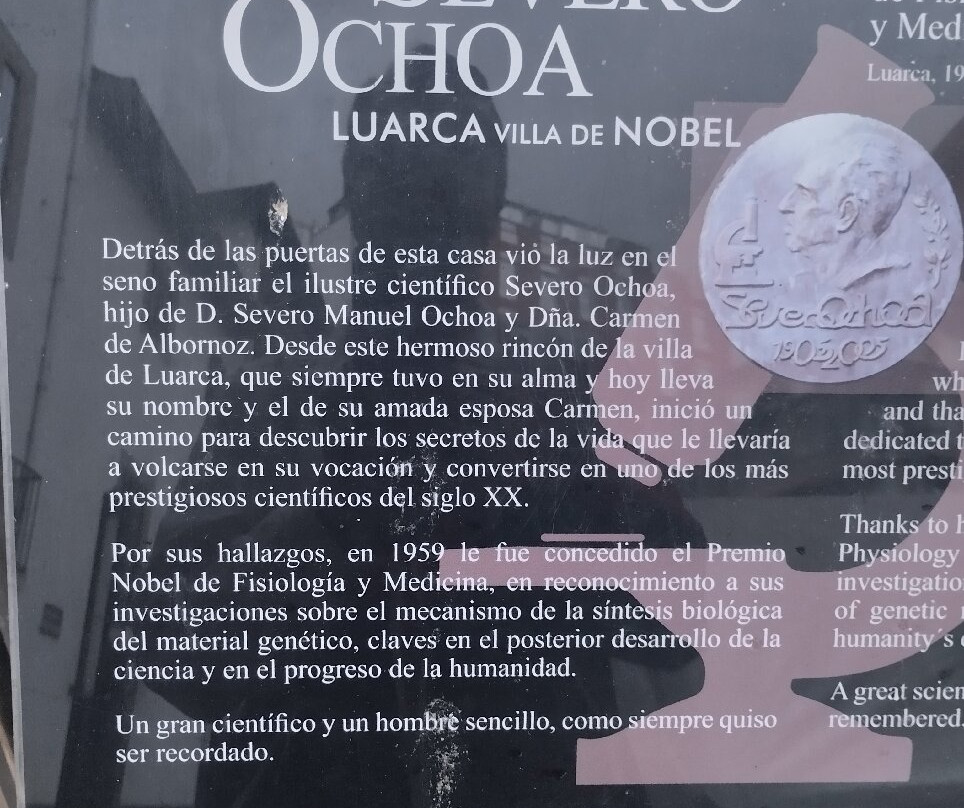 SEVERO
OCHOA
LUARCA VILLA DE NOBEL
y Med
Luarca, 19
Detrás de las puertas de esta casa vió la luz en el
seno familiar el ilustre científico Severo Ochoa,
hijo de D. Severo Manuel Ochoa y Dña. Carmen
de Albornoz. Desde este hermoso rincón de la villa
de Luarca, que siempre tuvo en su alma y hoy lleva
su nombre y el de su amada esposa Carmen, inició un
camino para descubrir los secretos de la vida que le llevaría
a volcarse en su vocación y convertirse en uno de los más
prestigiosos científicos del siglo XX.
Por sus hallazgos, en 1959 le fue concedido el Premio
Nobel de Fisiología y Medicina, en reconocimiento a sus
investigaciones sobre el mecanismo de la síntesis biológica
del material genético, claves en el posterior desarrollo de la
ciencia y en el progreso de la humanidad.
Un gran científico y un hombre sencillo, como siempre quiso
ser recordado.
Severo Ochoa
wh
and tha
dedicated t
most presti
Thanks to h
Physiology
investigatio
of genetic
humanity´s
A great scien
remembered.